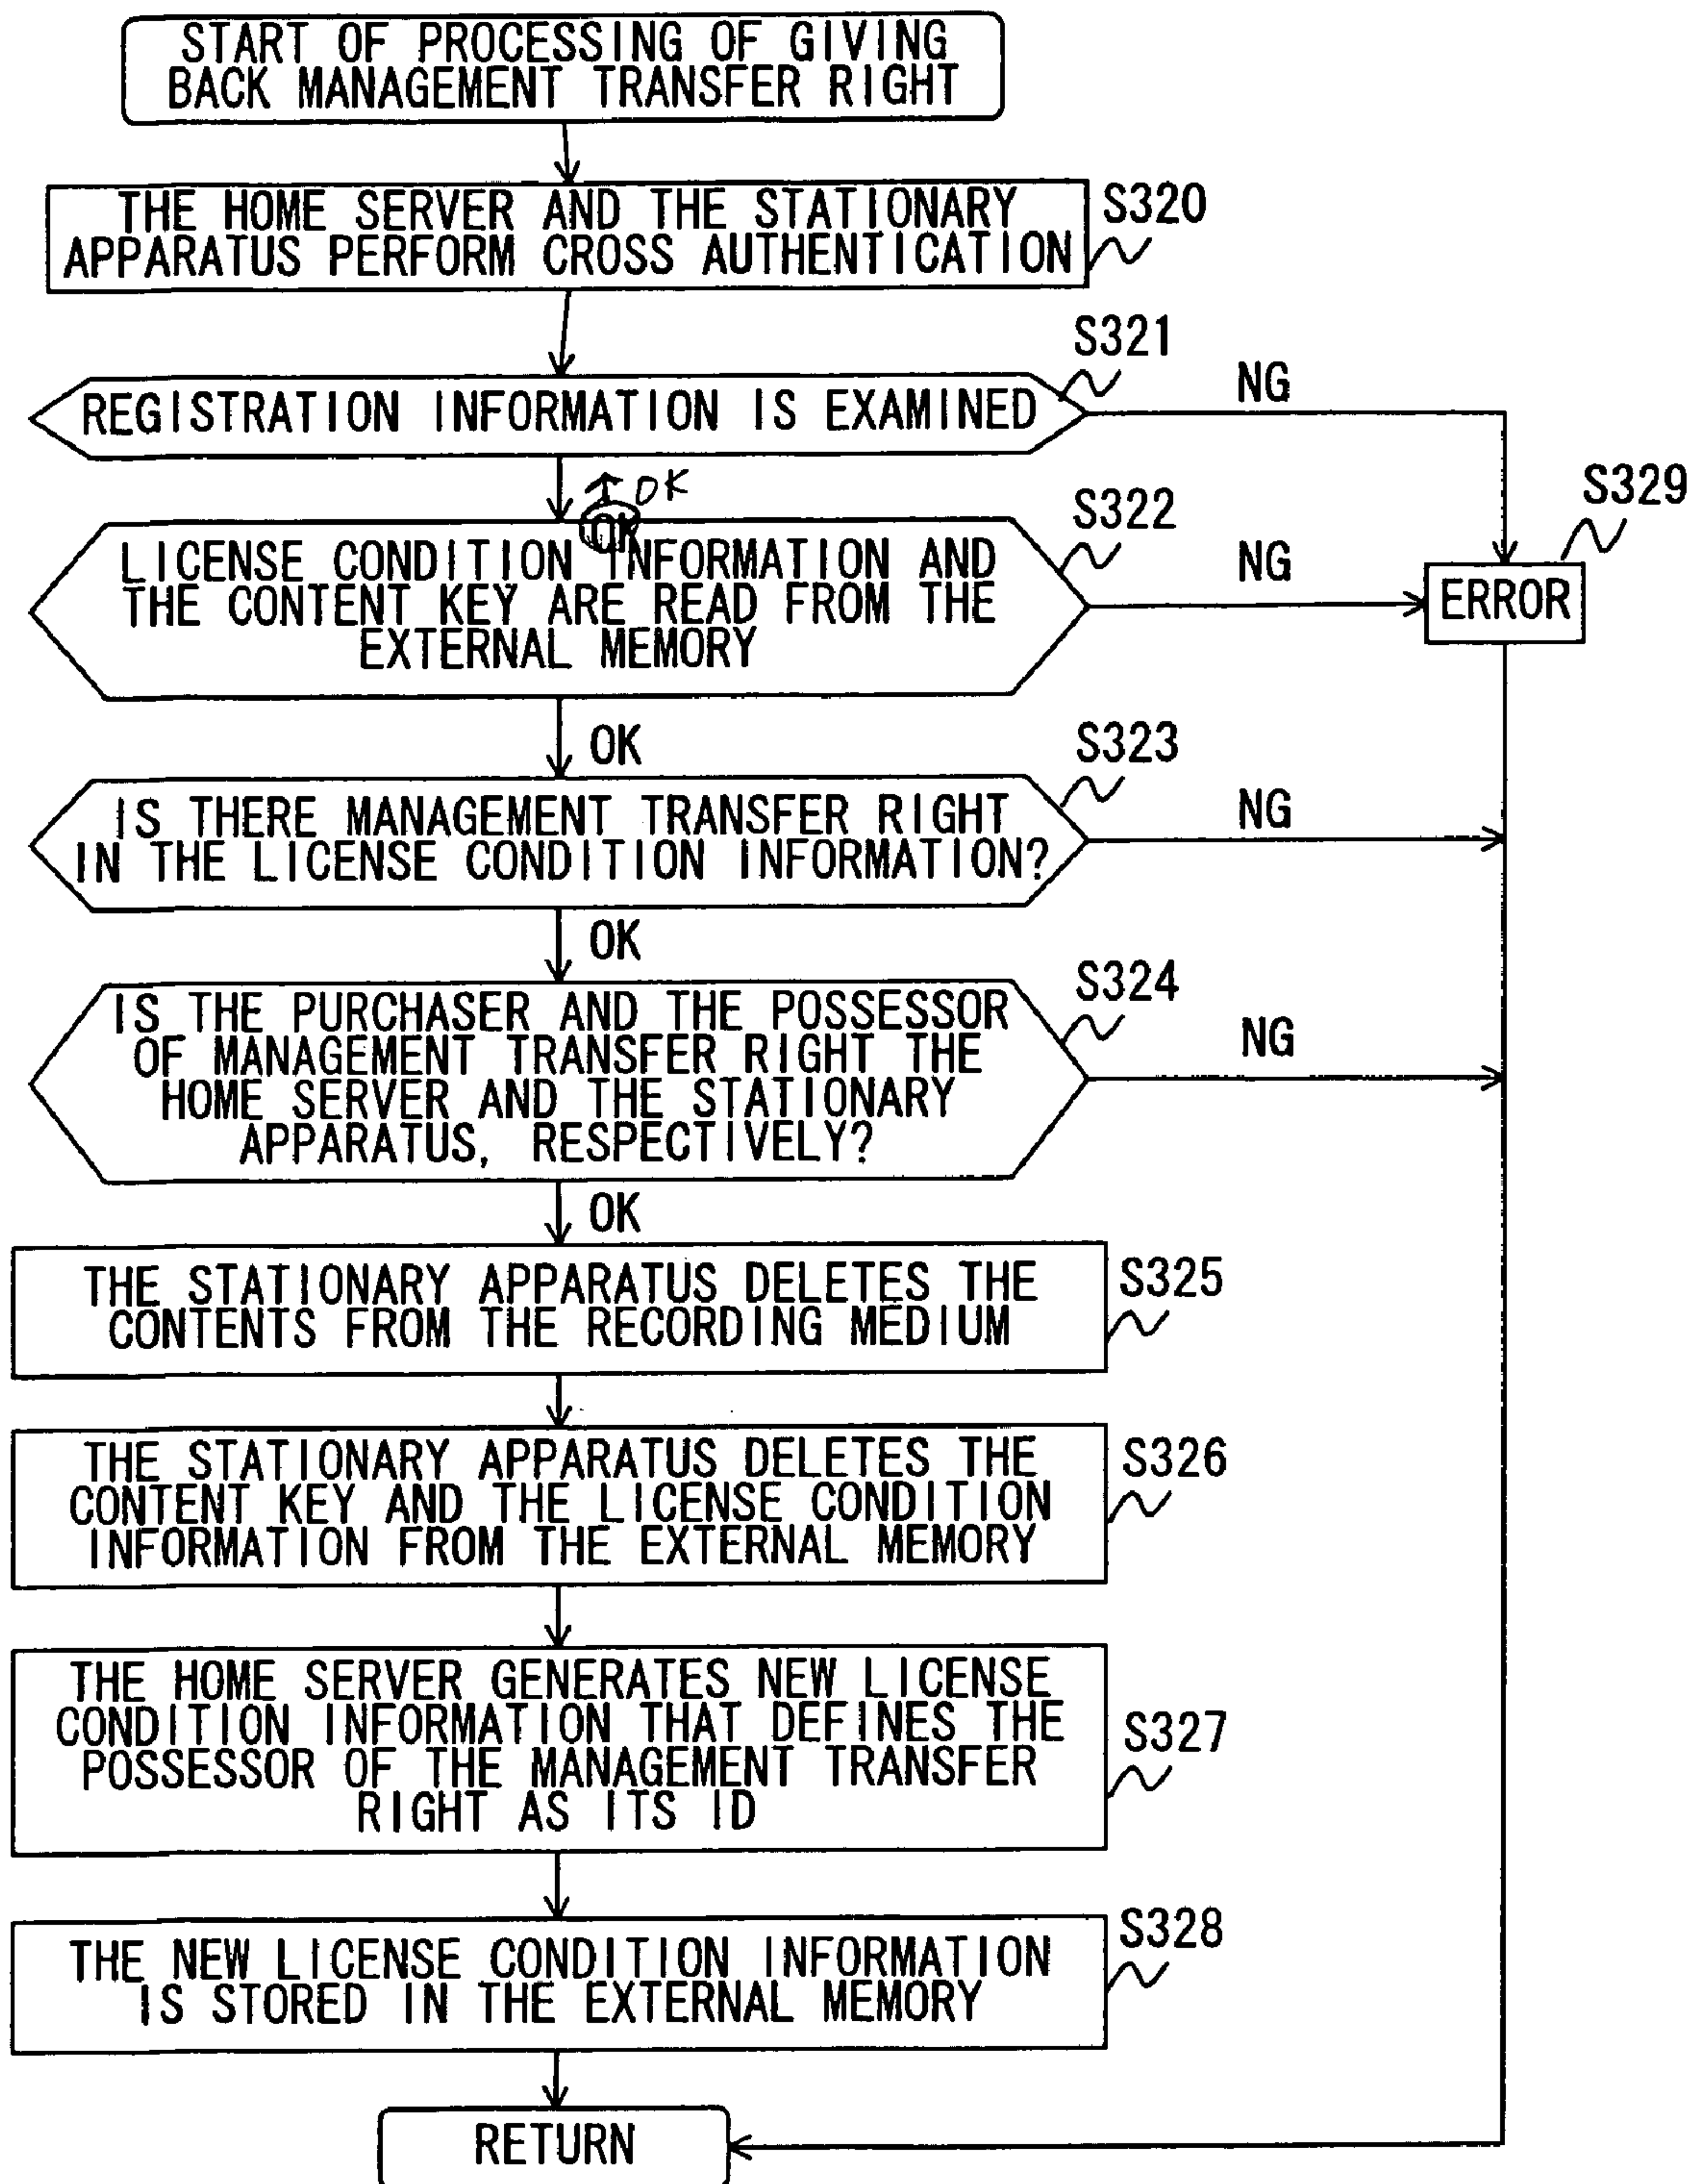 START OF PROCESSING OF GIVING
BACK MANAGEMENT TRANSFER RIGHT
THE HOME SERVER AND THE STATIONARY
APPARATUS PERFORM CROSS AUTHENTICATION
S320
REGISTRATION INFORMATION IS EXAMINED
S321
NG
OK
OK
LICENSE CONDITION INFORMATION AND
THE CONTENT KEY ARE READ FROM THE
EXTERNAL MEMORY
S322
NG
S329
ERROR
OK
IS THERE MANAGEMENT TRANSFER RIGHT
IN THE LICENSE CONDITION INFORMATION?
S323
NG
OK
IS THE PURCHASER AND THE POSSESSOR
OF MANAGEMENT TRANSFER RIGHT THE
HOME SERVER AND THE STATIONARY
APPARATUS, RESPECTIVELY?
S324
NG
OK
THE STATIONARY APPARATUS DELETES THE
CONTENTS FROM THE RECORDING MEDIUM
S325
THE STATIONARY APPARATUS DELETES THE
CONTENT KEY AND THE LICENSE CONDITION
INFORMATION FROM THE EXTERNAL MEMORY
S326
THE HOME SERVER GENERATES NEW LICENSE
CONDITION INFORMATION THAT DEFINES THE
POSSESSOR OF THE MANAGEMENT TRANSFER
RIGHT AS ITS ID
S327
THE NEW LICENSE CONDITION INFORMATION
IS STORED IN THE EXTERNAL MEMORY
S328
RETURN